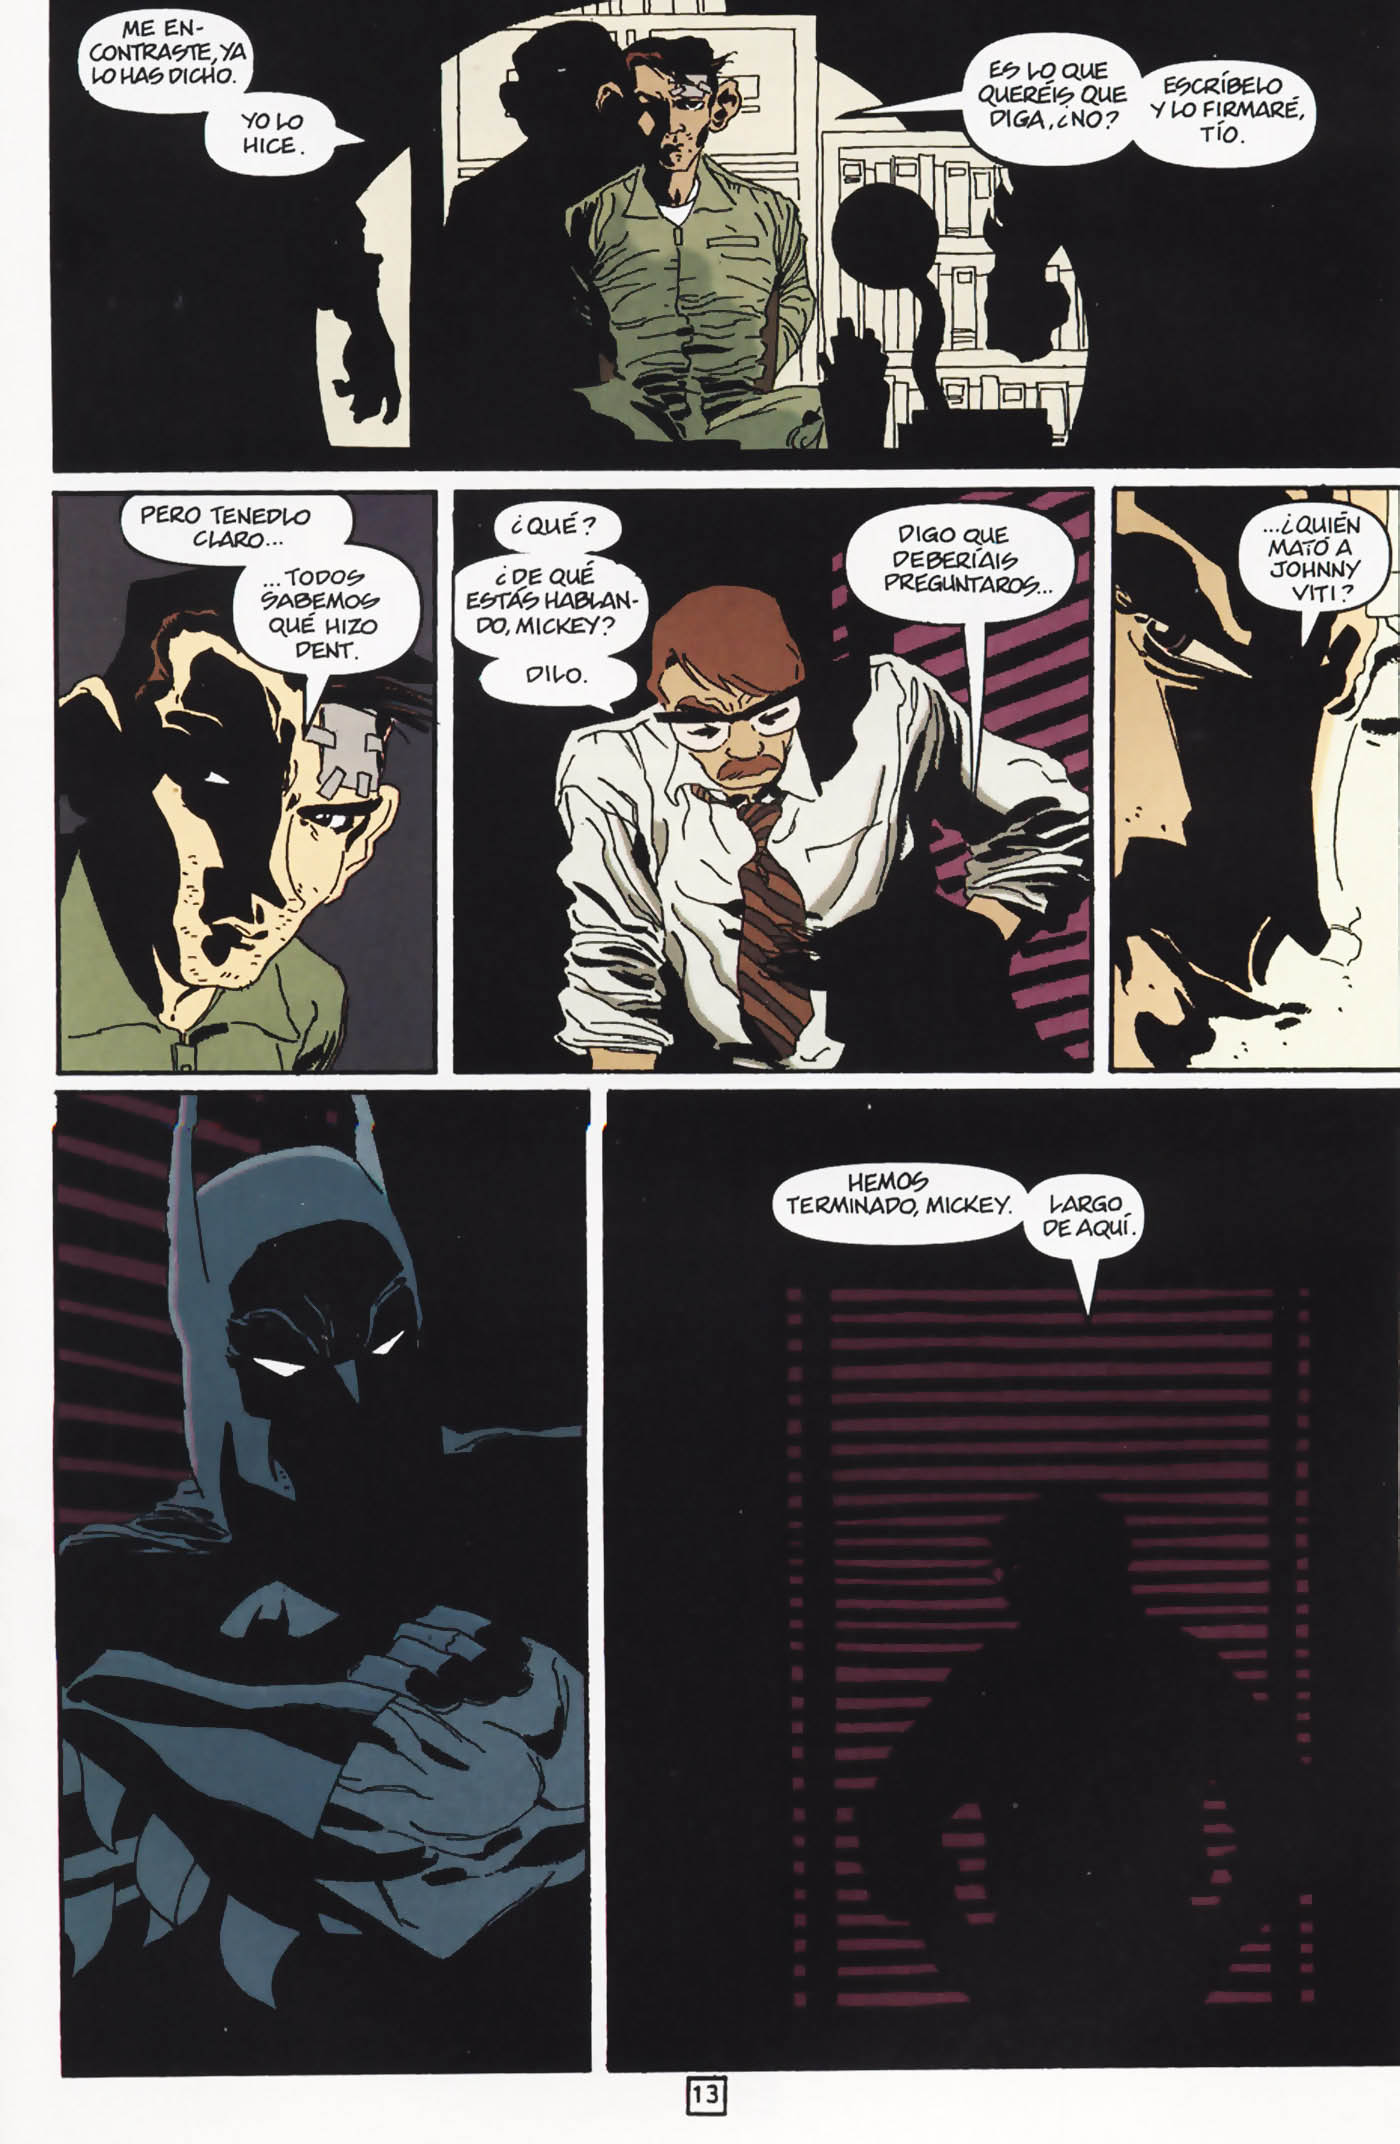 ME EN-
CONTRASTE, YA
LO HAS DICHO.
YO LO
HICE.
ES LO QUE
QUERÉIS QUE
DIGA, ¿NO?
ESCRÍBELO
Y LO FIRMARÉ,
TÍO.
PERO TENEDLO
CLARO...
...TODOS
SABEMOS
QUÉ HIZO
DENT.
¿QUÉ?
¿DE QUÉ
ESTÁS HABLAN-
DO, MICKEY?
DILO.
DIGO QUE
DEBERÍAIS
PREGUNTAROS...
...¿QUIÉN
MATÓ A
JOHNNY
VITI?
HEMOS
TERMINADO, MICKEY.
LARGO
DE AQUÍ.
13